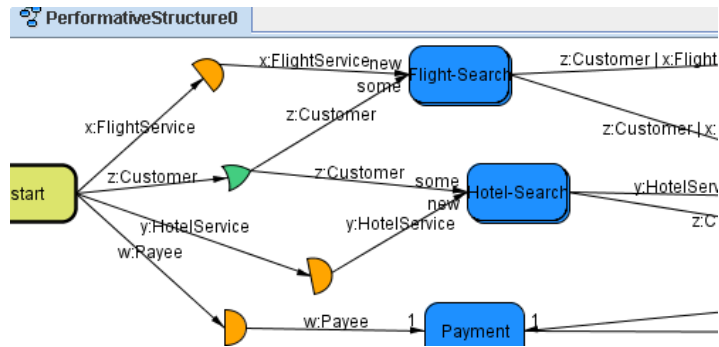 PerformativeStructure0
x:FlightService
new
Flight-Search
z:Customer | x:Flight
some
z:Customer
x:FlightService
z:Customer | x:
z:Customer
z:Customer
some
Hotel-Search
y:HotelServ
start
new
y:HotelService
y:HotelService
z:C
w:Payee
w:Payee
1
Payment
1